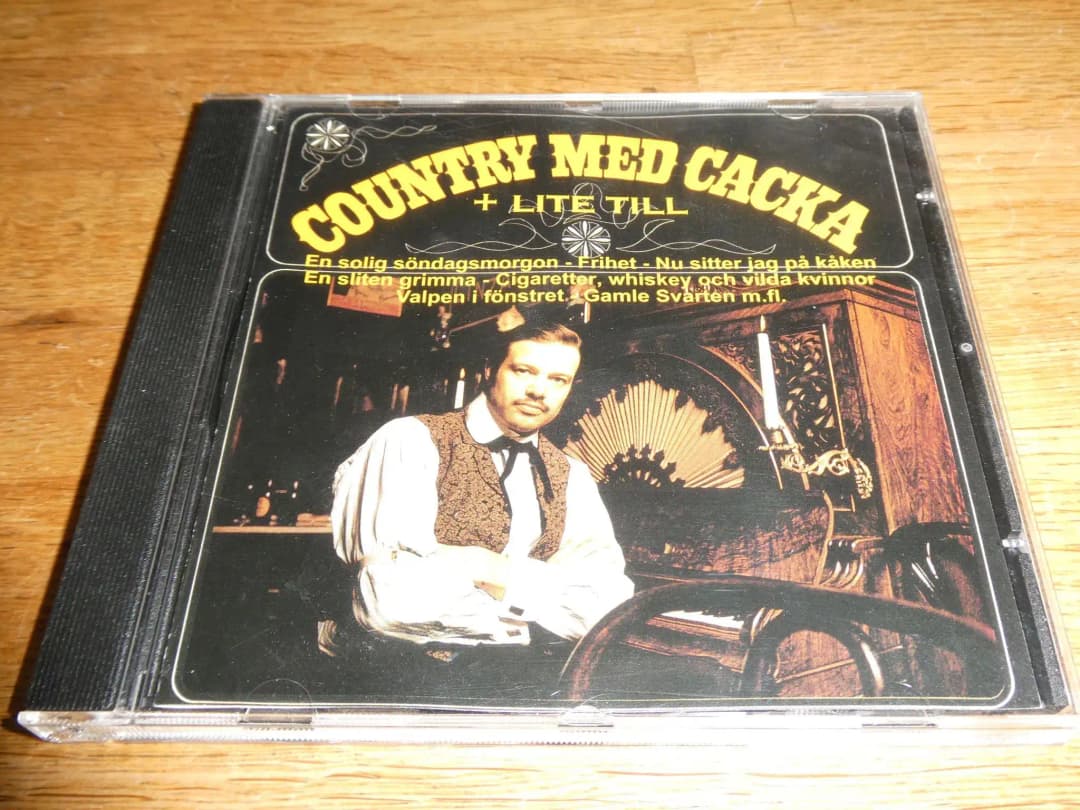 COUNTRY MED CACKA
+ LITE TILL
En solig söndagsmorgon - Frihet - Nu sitter jag på kåken
En sliten grimma - Cigaretter, whiskey och vilda kvinnor
Valpen i fönstret. - Gamle Svarten m.fl.